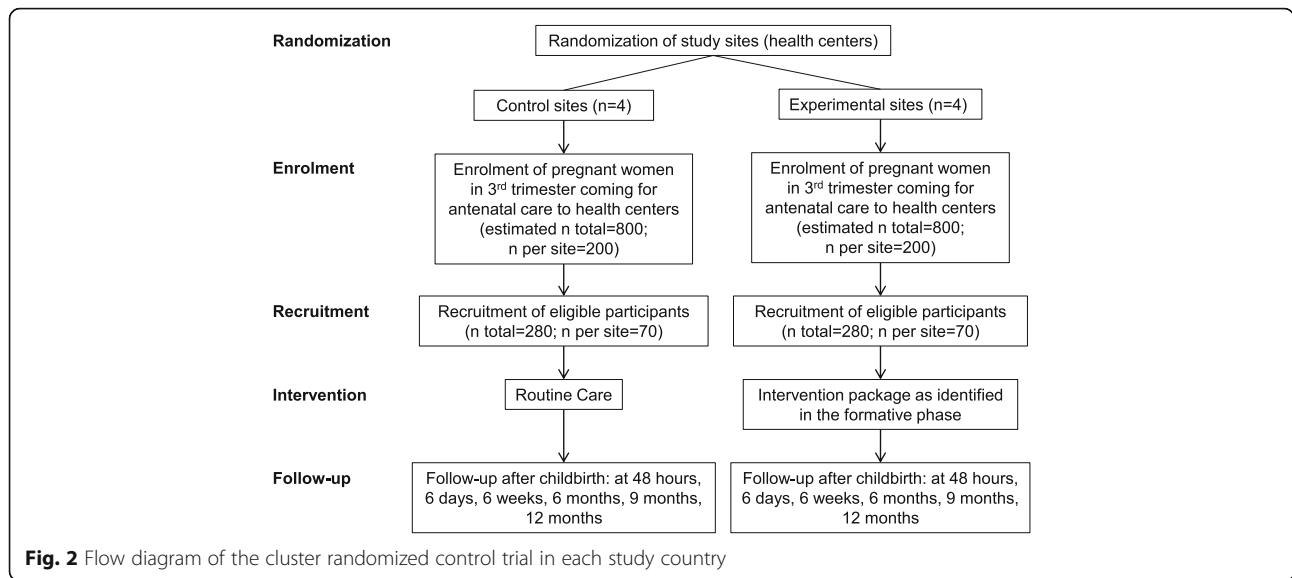 Randomization
Randomization of study sites (health centers)
Control sites (n=4)
Experimental sites (n=4)
Enrolment
Enrolment of pregnant women
in 3rd trimester coming for
antenatal care to health centers
(estimated n total=800;
n per site=200)
Enrolment of pregnant women
in 3rd trimester coming for
antenatal care to health centers
(estimated n total=800;
n per site=200)
Recruitment
Recruitment of eligible participants
(n total=280; n per site=70)
Recruitment of eligible participants
(n total=280; n per site=70)
Intervention
Routine Care
Intervention package as identified
in the formative phase
Follow-up
Follow-up after childbirth: at 48 hours,
6 days, 6 weeks, 6 months, 9 months,
12 months
Follow-up after childbirth: at 48 hours,
6 days, 6 weeks, 6 months, 9 months,
12 months
Fig. 2 Flow diagram of the cluster randomized control trial in each study country